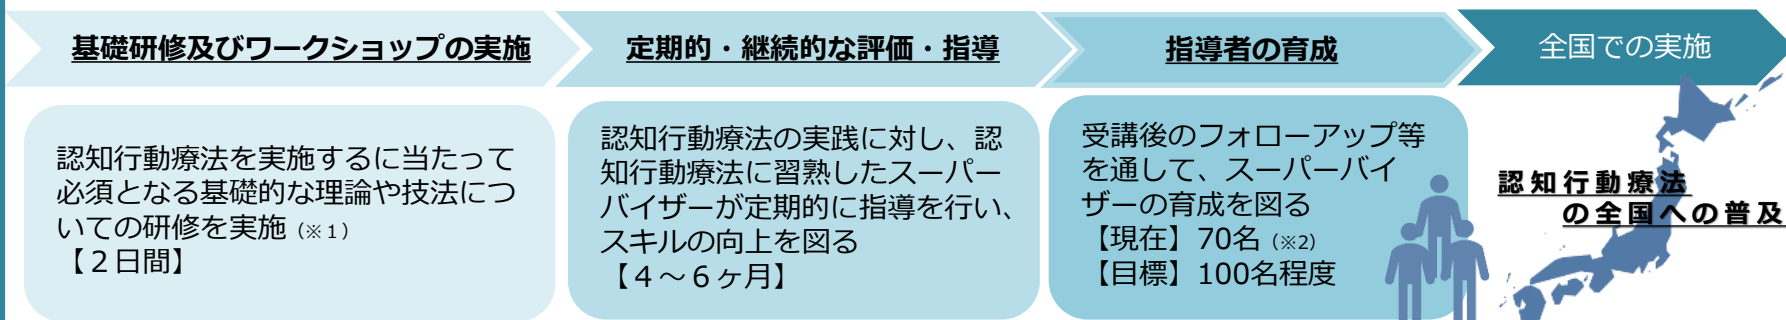 基礎研修及びワークショップの実施
定期的・継続的な評価・指導
指導者の育成
全国での実施
認知行動療法を実施するに当たって
必須となる基礎的な理論や技法につ
いての研修を実施（※１）
【２日間】
認知行動療法の実践に対し、認
知行動療法に習熟したスーパー
バイザーが定期的に指導を行い、
スキルの向上を図る
【４～６ヶ月】
受講後のフォローアップ等
を通して、スーパーバイ
ザーの育成を図る
【現在】70名（※2）
【目標】100名程度
認知行動療法
の全国への普及